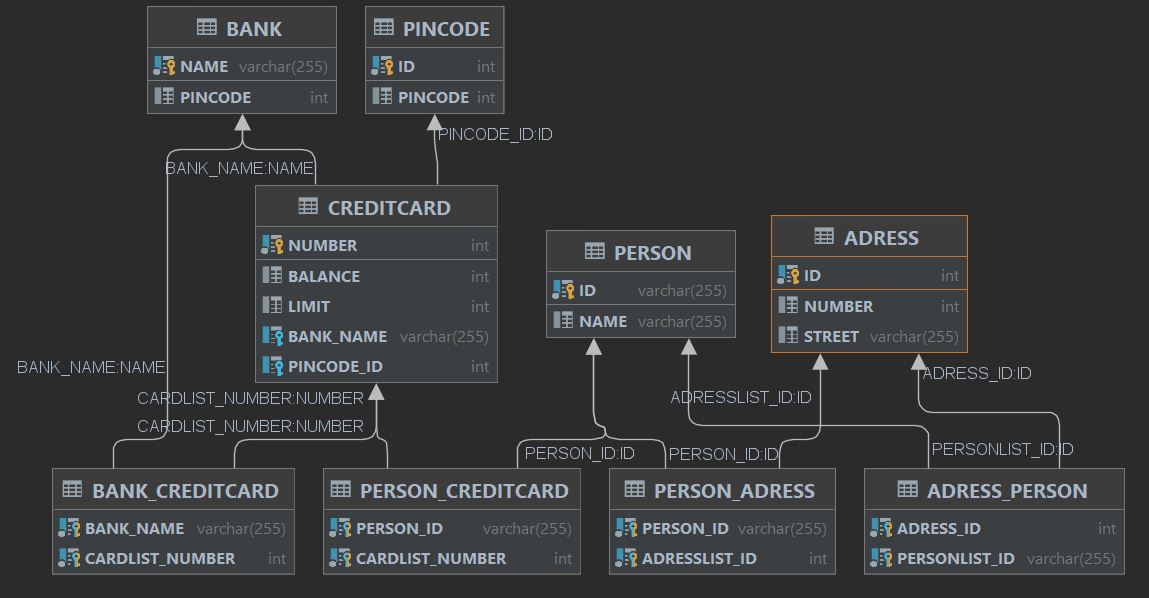 BANK
NAME varchar(255)
PINCODE int
PINCODE
ID int
PINCODE int
PINCODE_ID:ID
BANK_NAME:NAME
CREDITCARD
NUMBER int
BALANCE int
LIMIT int
BANK_NAME varchar(255)
PINCODE_ID int
PERSON
ID varchar(255)
NAME varchar(255)
ADRESS
ID int
NUMBER int
STREET varchar(255)
BANK_NAME:NAME
CARDLIST_NUMBER:NUMBER
CARDLIST_NUMBER:NUMBER
ADRESSLIST_ID:ID
ADRESS_ID:ID
PERSON_ID:ID
PERSON_ID:ID
PERSONLIST_ID:ID
BANK_CREDITCARD
BANK_NAME varchar(255)
CARDLIST_NUMBER int
PERSON_CREDITCARD
PERSON_ID varchar(255)
CARDLIST_NUMBER int
PERSON_ADRESS
PERSON_ID varchar(255)
ADRESSLIST_ID int
ADRESS_PERSON
ADRESS_ID int
PERSONLIST_ID varchar(255)